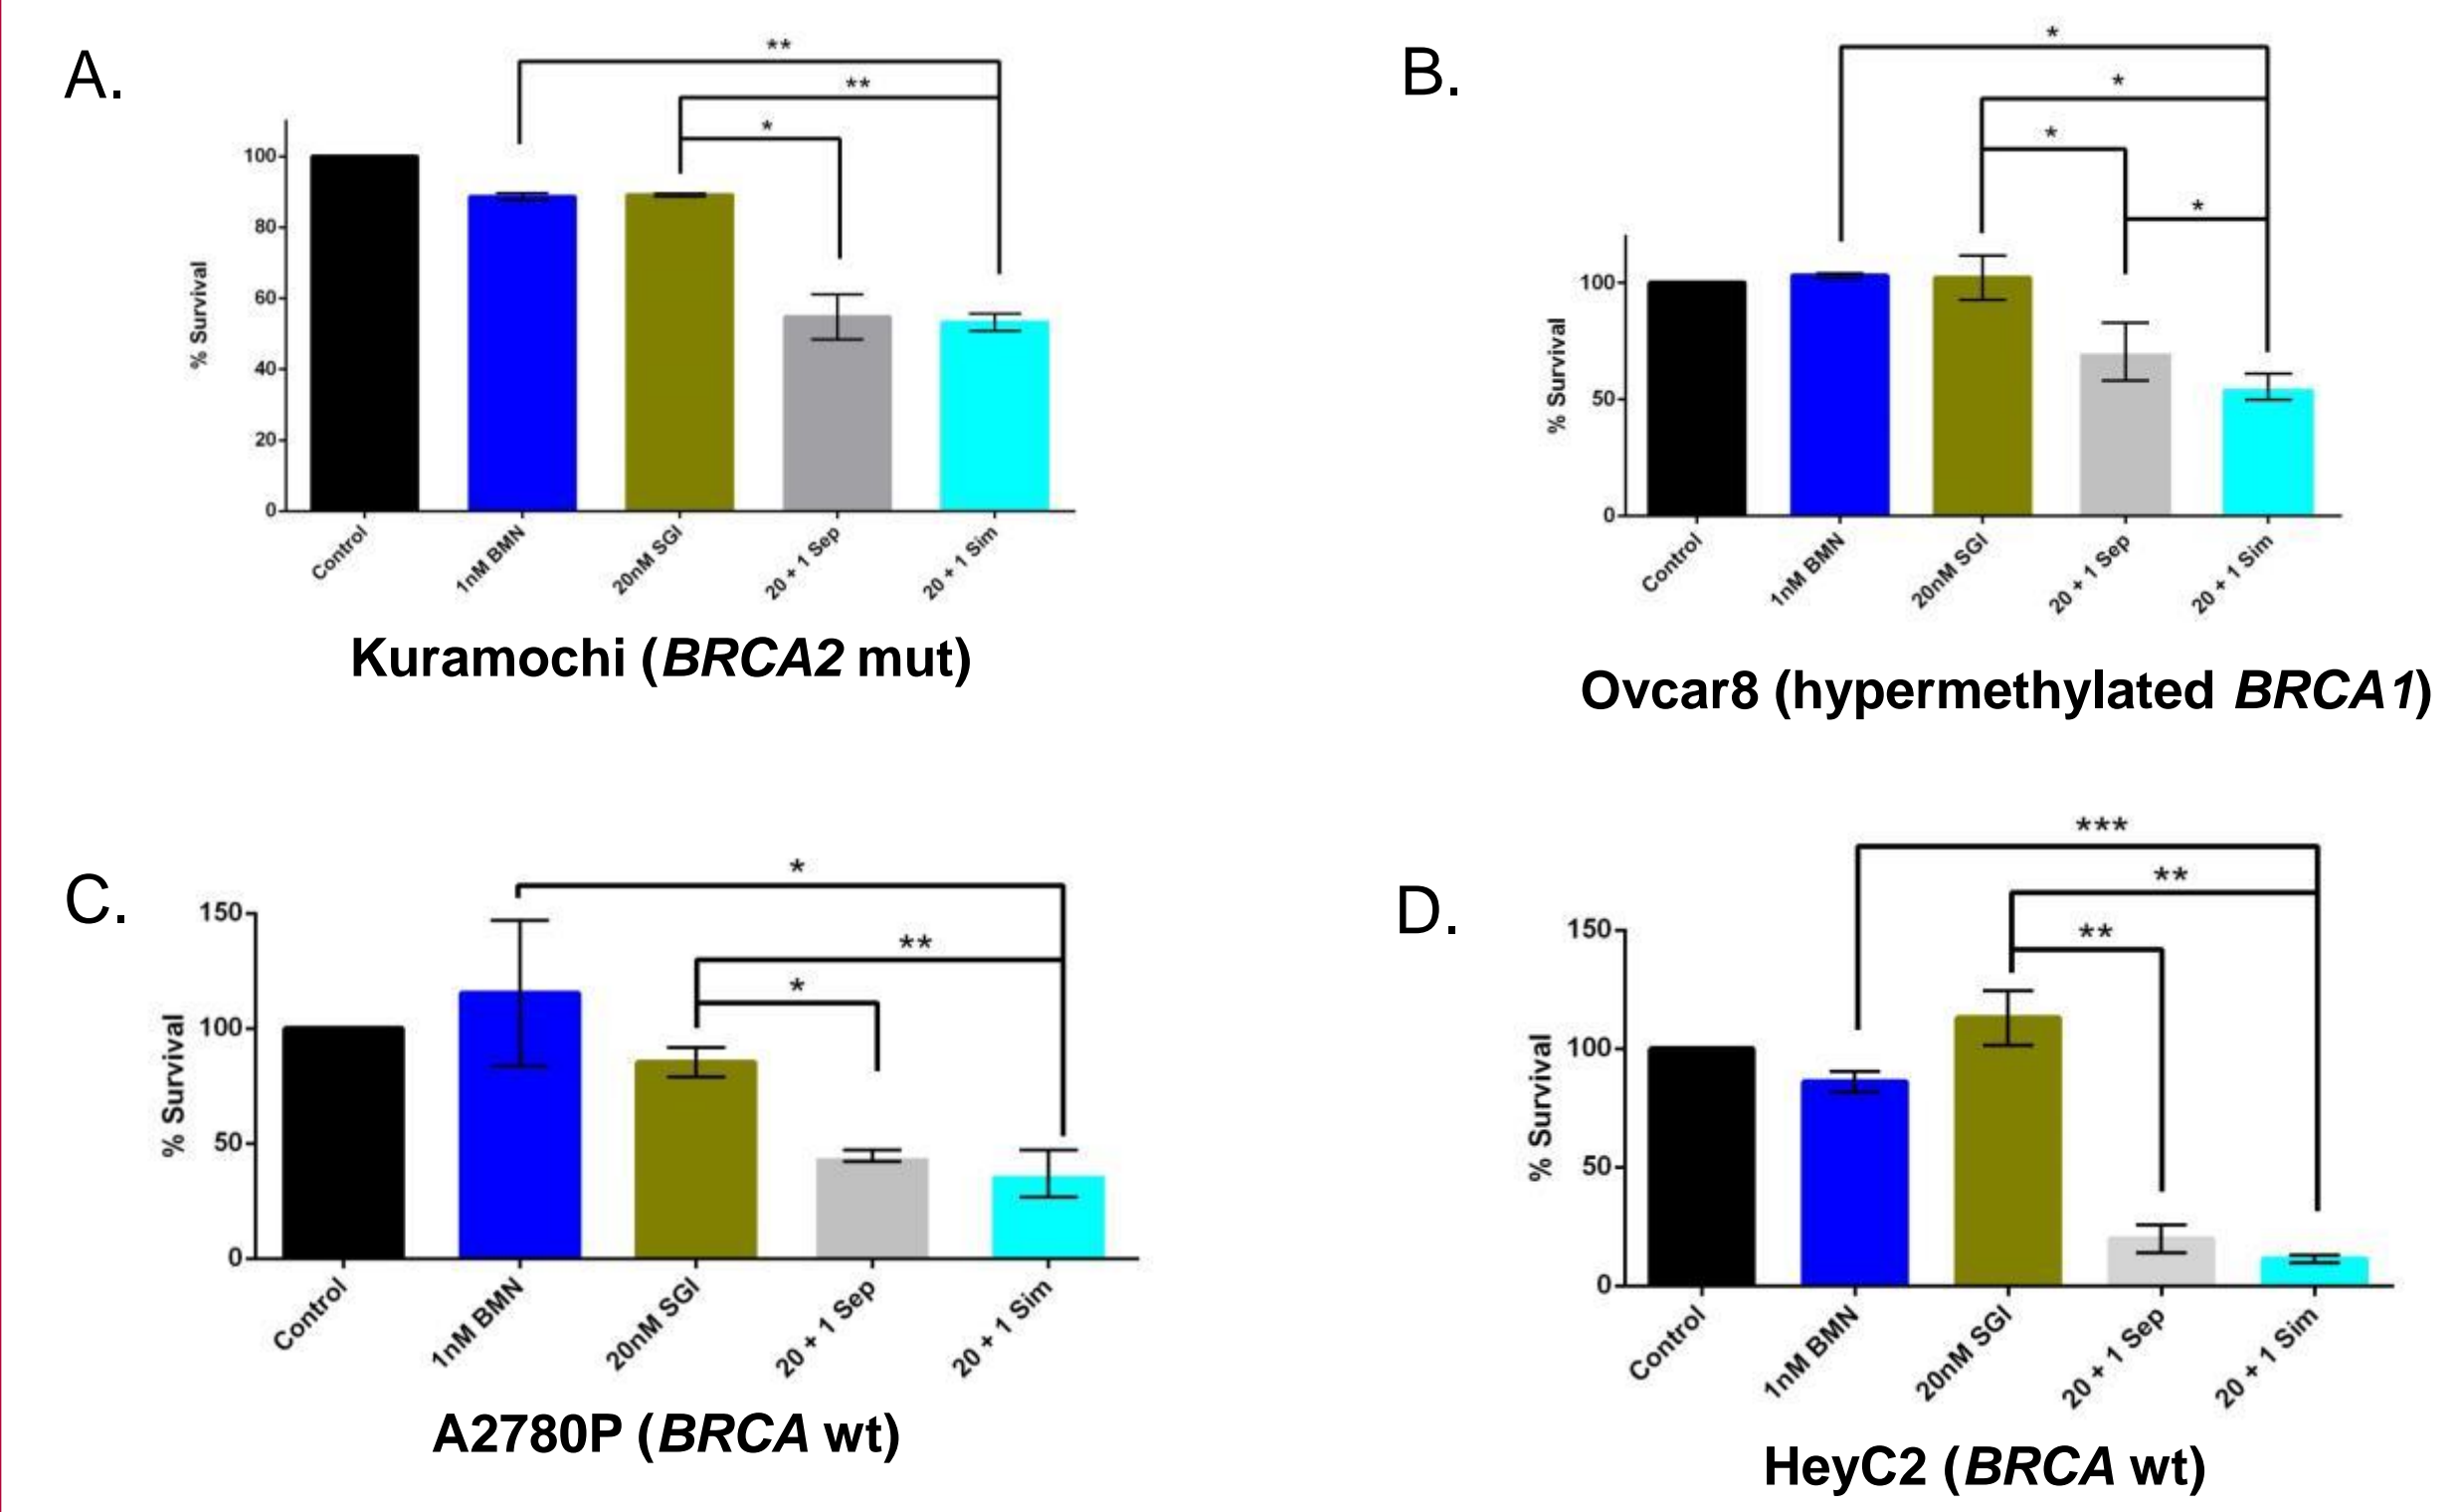 A.
**
**
*
100
80
60
40
20
0
% Survival
Control
1nM BMN
20nM SGI
20 + 1 Sep
20 + 1 Sim
Kuramochi (BRCA2 mut)
B.
*
*
*
*
100
50
0
% Survival
Control
1nM BMN
20nM SGI
20 + 1 Sep
20 + 1 Sim
Ovcar8 (hypermethylated BRCA1)
C.
*
**
*
150
100
50
0
% Survival
Control
1nM BMN
20nM SGI
20 + 1 Sep
20 + 1 Sim
A2780P (BRCA wt)
D.
***
**
**
150
100
50
0
% Survival
Control
1nM BMN
20nM SGI
20 + 1 Sep
20 + 1 Sim
HeyC2 (BRCA wt)